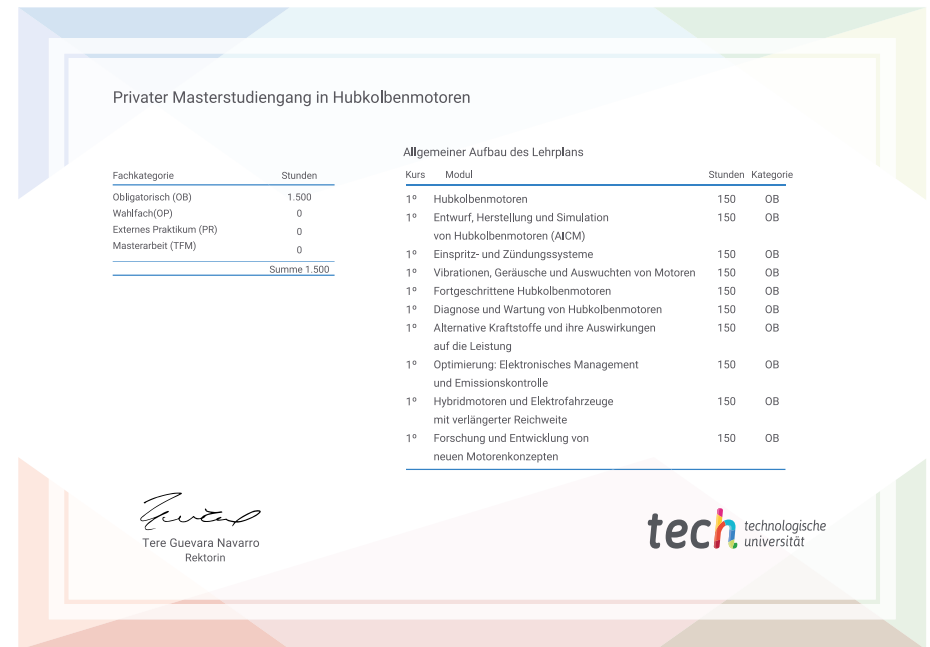 Privater Masterstudiengang in Hubkolbenmotoren
Fachkategorie Stunden
Obligatorisch (OB) 1.500
Wahlfach(OP) 0
Externes Praktikum (PR) 0
Masterarbeit (TFM) 0
Summe 1.500
Allgemeiner Aufbau des Lehrplans
Kurs Modul Stunden Kategorie
1º Hubkolbenmotoren 150 OB
1º Entwurf, Herstellung und Simulation 150 OB
von Hubkolbenmotoren (AICM)
1º Einspritz- und Zündungssysteme 150 OB
1º Vibrationen, Geräusche und Auswuchten von Motoren 150 OB
1º Fortgeschrittene Hubkolbenmotoren 150 OB
1º Diagnose und Wartung von Hubkolbenmotoren 150 OB
1º Alternative Kraftstoffe und ihre Auswirkungen 150 OB
auf die Leistung
1º Optimierung: Elektronisches Management 150 OB
und Emissionskontrolle
1º Hybridmotoren und Elektrofahrzeuge 150 OB
mit verlängerter Reichweite
1º Forschung und Entwicklung von 150 OB
neuen Motorenkonzepten
Tere Guevara Navarro
Rektorin
tech technologische
universität